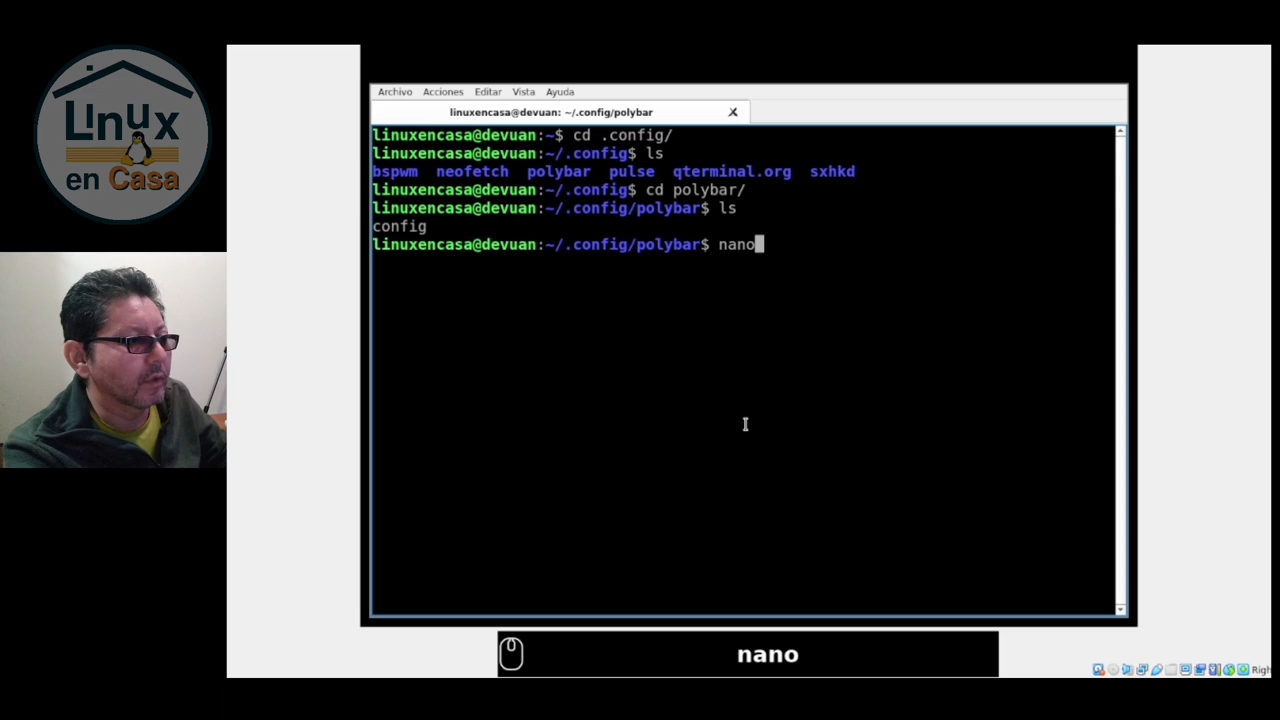 Linux
en Casa
Archivo Acciones Editar Vista Ayuda
linuxencasa@devuan: ~/.config/polybar
linuxencasa@devuan:~$ cd .config/
linuxencasa@devuan:~/.config$ ls
bspwm neofetch polybar pulse qterminal.org sxhkd
linuxencasa@devuan:~/.config$ cd polybar/
linuxencasa@devuan:~/.config/polybar$ ls
config
linuxencasa@devuan:~/.config/polybar$ nano
nano
Righ